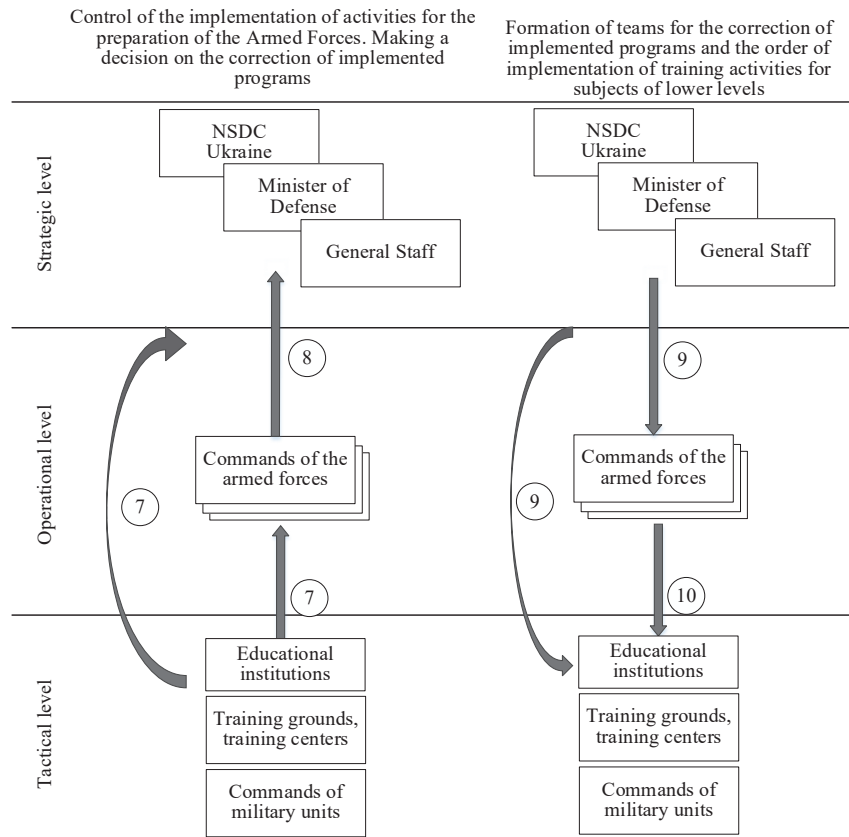 Control of the implementation of activities for the
preparation of the Armed Forces. Making a
decision on the correction of implemented
programs
Formation of teams for the correction of
implemented programs and the order of
implementation of training activities for
subjects of lower levels
Strategic level
NSDC
Ukraine
Minister of
Defense
General Staff
NSDC
Ukraine
Minister of
Defense
General Staff
Operational level
8
Commands of the
armed forces
7
7
9
Commands of the
armed forces
9
10
Tactical level
Educational
institutions
Training grounds,
training centers
Commands of
military units
Educational
institutions
Training grounds,
training centers
Commands of
military units